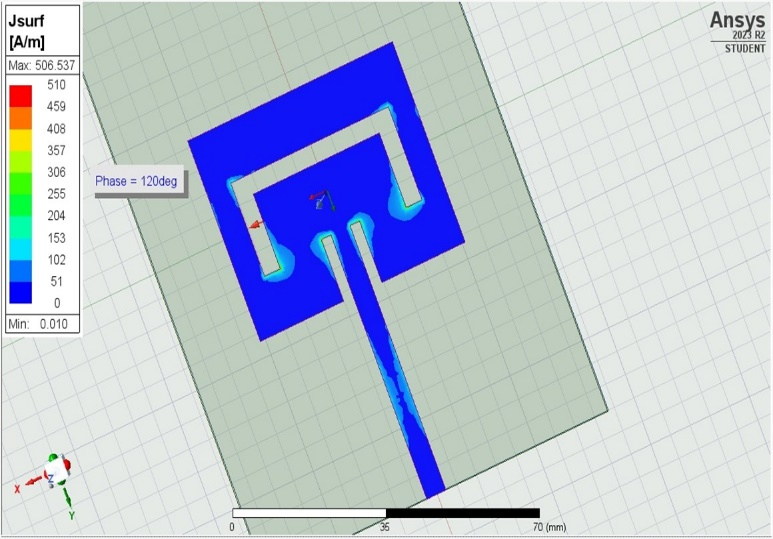 Jsurf
[A/m]
Max: 506.537
510
459
408
357
306
255
204
153
102
51
0
Min: 0.010
Phase = 120deg
Ansys
2023 R2
STUDENT
X
Y
Z
0
35
70 (mm)